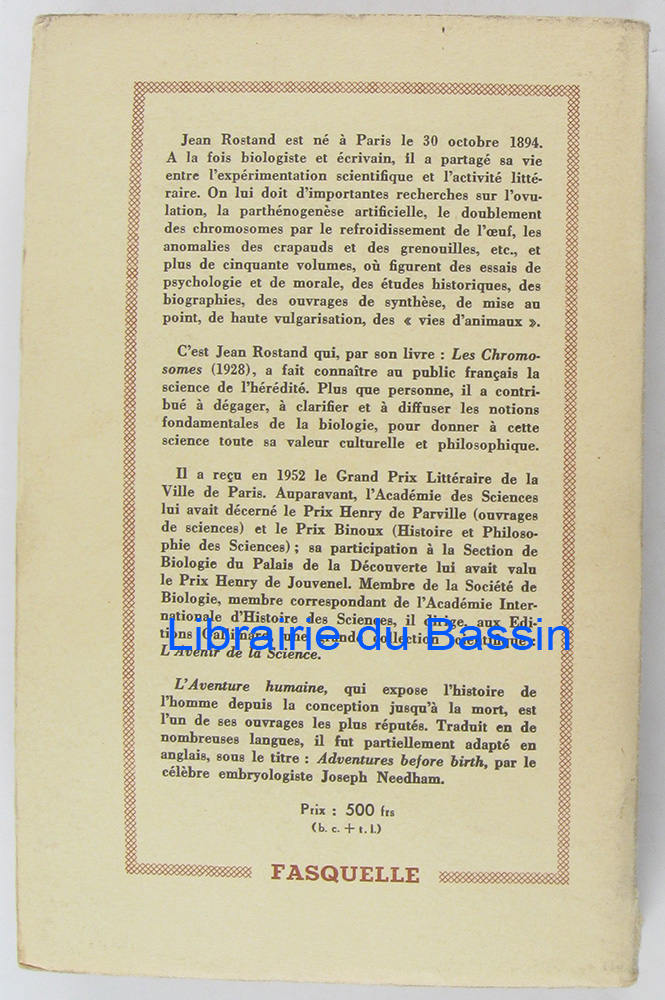 Jean Rostand est né à Paris le 30 octobre 1894.
A la fois biologiste et écrivain, il a partagé sa vie
entre l'expérimentation scientifique et l'activité litté-
raire. On lui doit d'importantes recherches sur l'ovu-
lation, la parthénogenèse artificielle, le doublement
des chromosomes par le refroidissement de l'œuf, les
anomalies des crapauds et des grenouilles, etc., et
plus de cinquante volumes, où figurent des essais de
psychologie et de morale, des études historiques, des
biographies, des ouvrages de synthèse, de mise au
point, de haute vulgarisation, des « vies d'animaux ».
C'est Jean Rostand qui, par son livre : Les Chromo-
somes (1928), a fait connaître au public français la
science de l'hérédité. Plus que personne, il a contri-
bué à dégager, à clarifier et à diffuser les notions
fondamentales de la biologie, pour donner à cette
science toute sa valeur culturelle et philosophique.
Il a reçu en 1952 le Grand Prix Littéraire de la
Ville de Paris. Auparavant, l'Académie des Sciences
lui avait décerné le Prix Henry de Parville (ouvrages
de sciences) et le Prix Binoux (Histoire et Philoso-
phie des Sciences) ; sa participation à la Section de
Biologie du Palais de la Découverte lui avait valu
le Prix Henry de Jouvenel. Membre de la Société de
Biologie, membre correspondant de l'Académie Inter-
nationale d'Histoire des Sciences, il dirige, aux Edi-
tions Gallimard, une grande collection scientifique :
Librairie du Bassin
L'Avenir de la Science.
L'Aventure humaine, qui expose l'histoire de
l'homme depuis la conception jusqu'à la mort, est
l'un de ses ouvrages les plus réputés. Traduit en de
nombreuses langues, il fut partiellement adapté en
anglais, sous le titre : Adventures before birth, par le
célèbre embryologiste Joseph Needham.
Prix : 500 frs
(b. c. + t. l.)
FASQUELLE